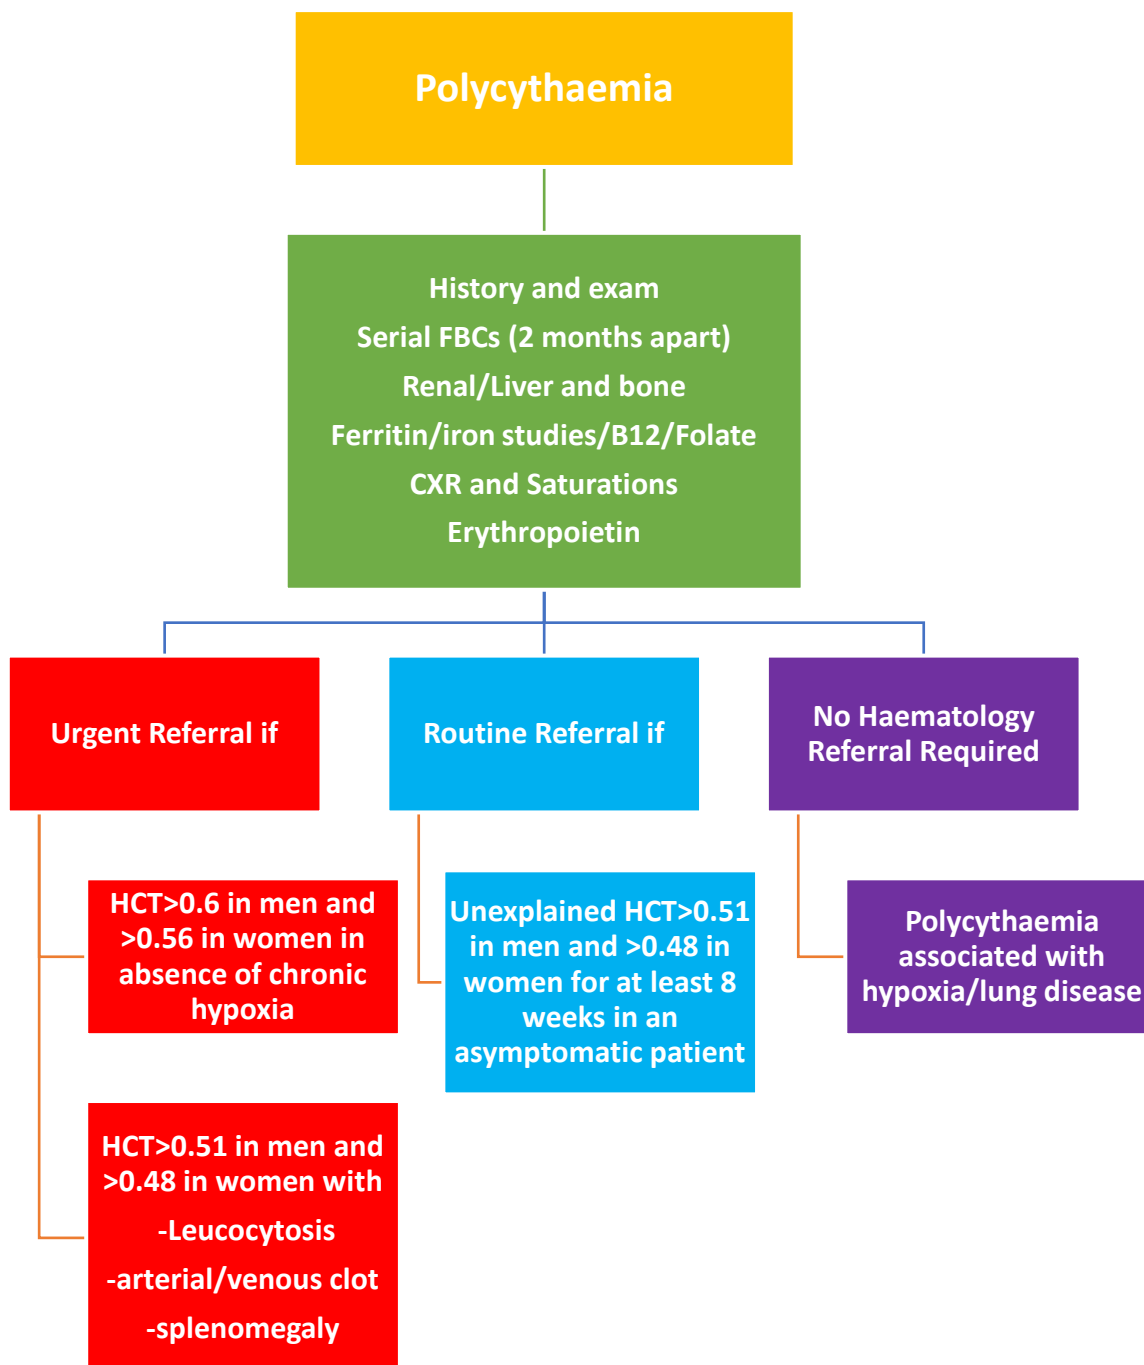 Polycythaemia
History and exam
Serial FBCs (2 months apart)
Renal/Liver and bone
Ferritin/iron studies/B12/Folate
CXR and Saturations
Erythropoietin
Urgent Referral if
HCT>0.6 in men and
>0.56 in women in
absence of chronic
hypoxia
HCT>0.51 in men and
>0.48 in women with
-Leucocytosis
-arterial/venous clot
-splenomegaly
Routine Referral if
Unexplained HCT>0.51
in men and >0.48 in
women for at least 8
weeks in an
asymptomatic patient
No Haematology
Referral Required
Polycythaemia
associated with
hypoxia/lung disease